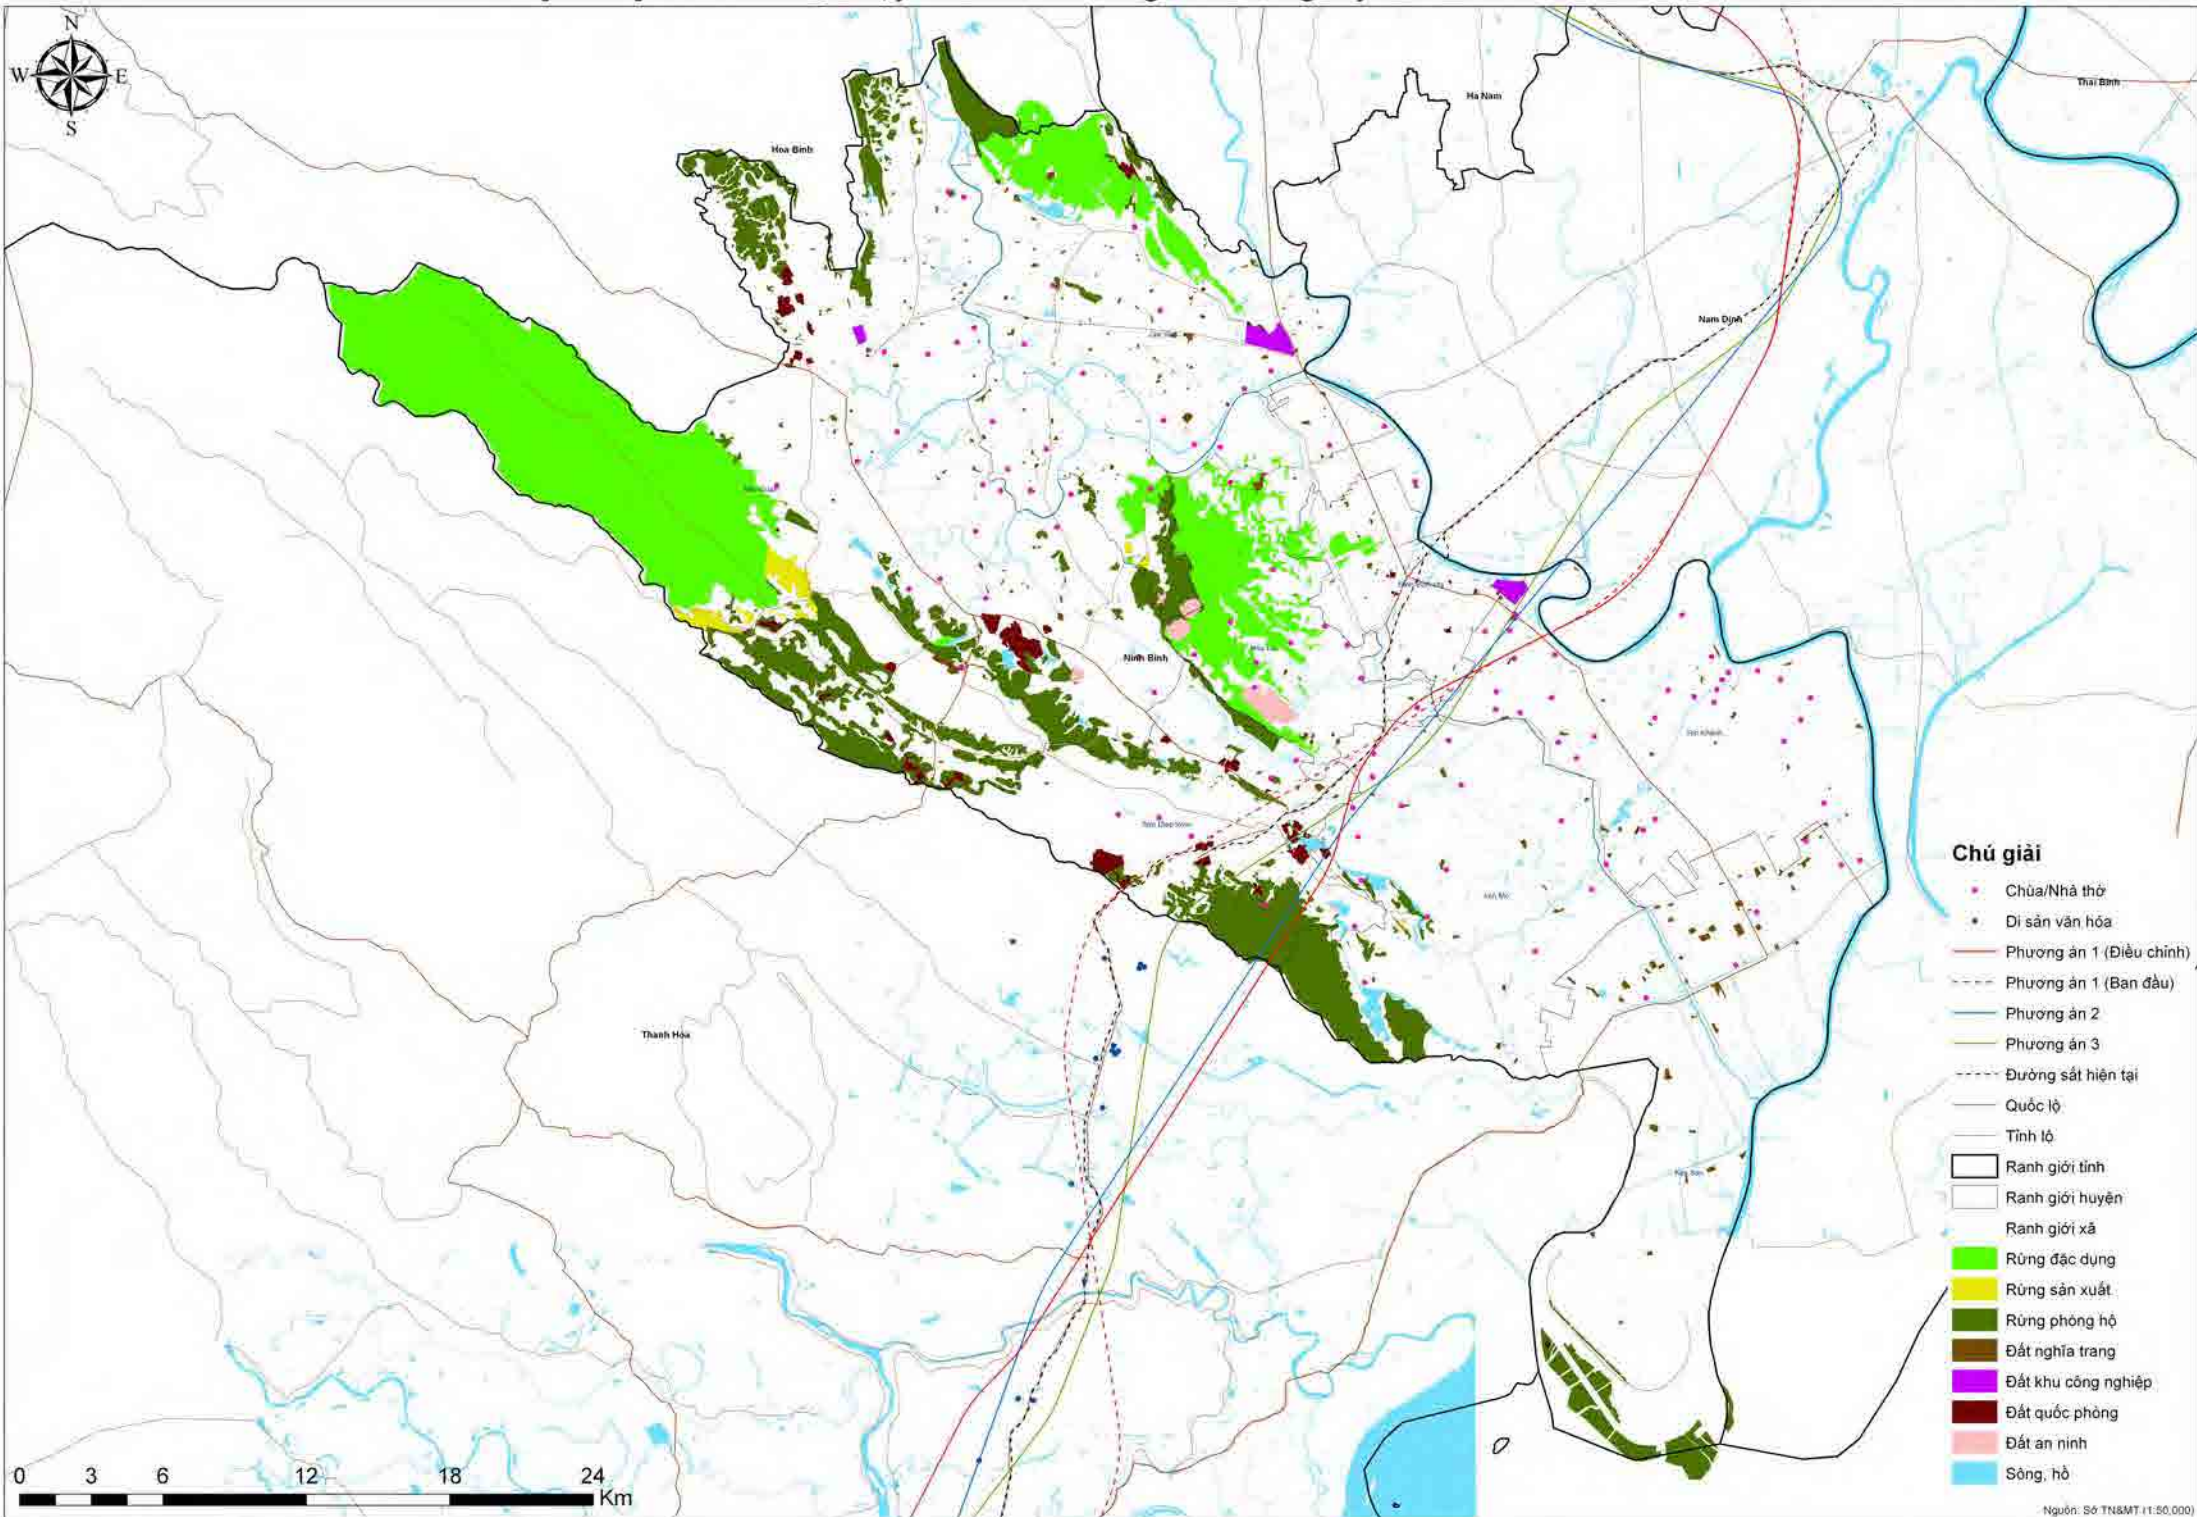 N
W E
S
Hoa Binh
Ha Nam
Thai Binh
Nam Dinh
Ninh Binh
Thanh Hoa
Chú giải
Chùa/Nhà thờ
Di sản văn hóa
Phương án 1 (Điều chỉnh)
Phương án 1 (Ban đầu)
Phương án 2
Phương án 3
Đường sắt hiện tại
Quốc lộ
Tỉnh lộ
Ranh giới tỉnh
Ranh giới huyện
Ranh giới xã
Rừng đặc dụng
Rừng sản xuất
Rừng phòng hộ
Đất nghĩa trang
Đất khu công nghiệp
Đất quốc phòng
Đất an ninh
Sông, hồ
0 3 6 12 18 24
Km
Nguồn: Sở TN&MT (1:50,000)